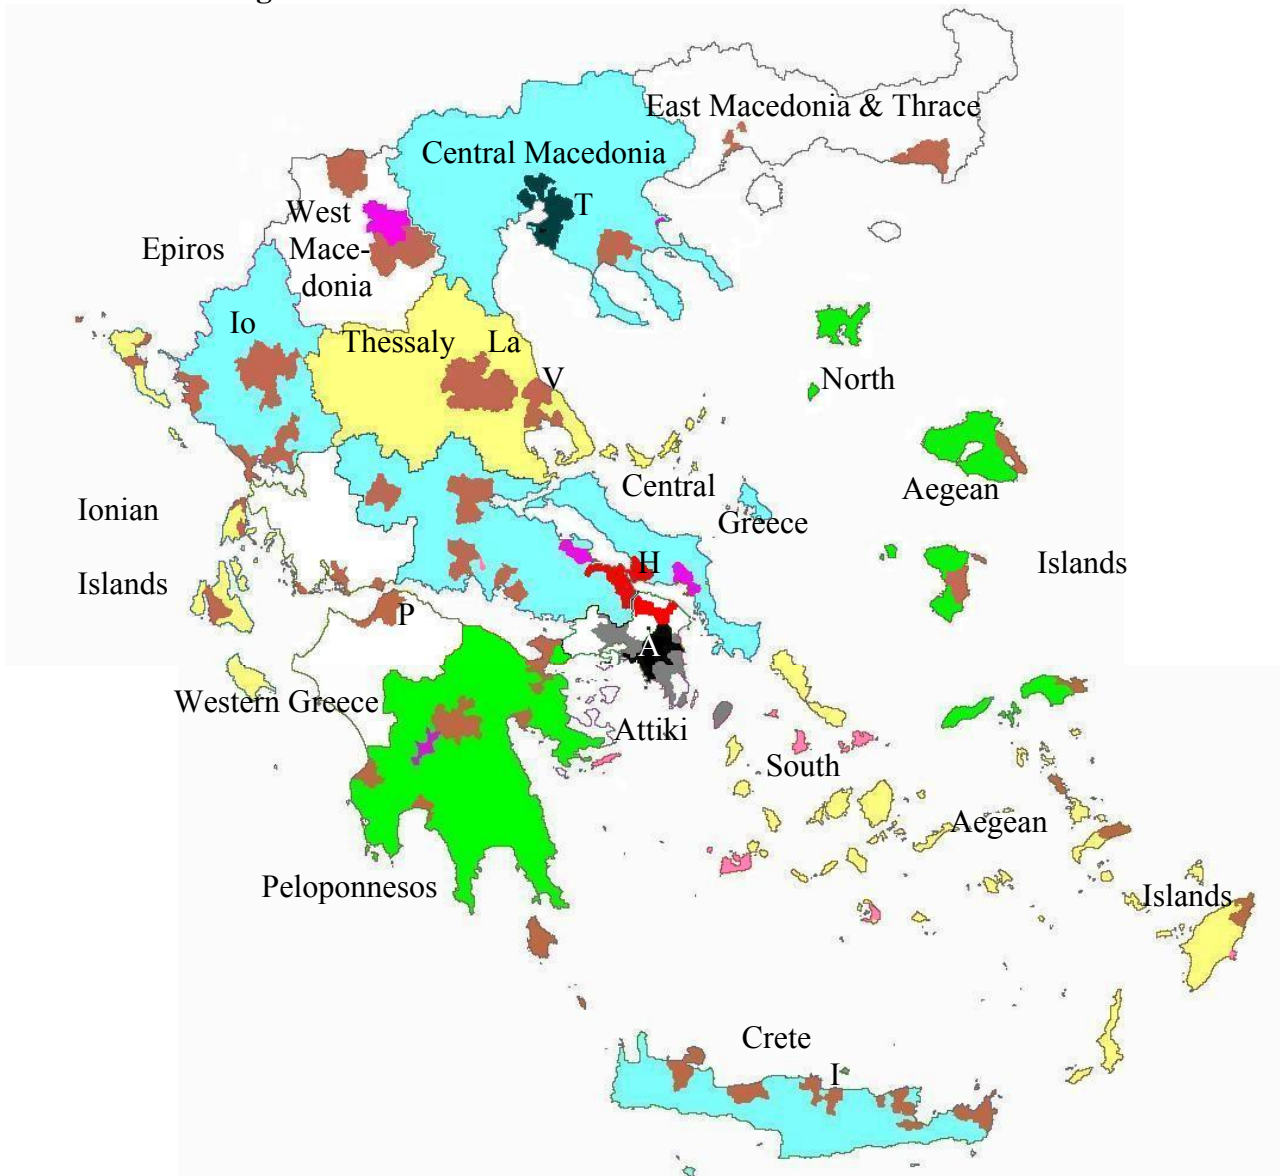 East Macedonia & Thrace
Central Macedonia
T
West
Mace-
donia
Epiros
Io
Thessaly
La
V
North
Aegean
Islands
Central
Greece
Ionian
Islands
H
P
A
Western Greece
Attiki
South
Aegean
Islands
Peloponnesos
Crete
I